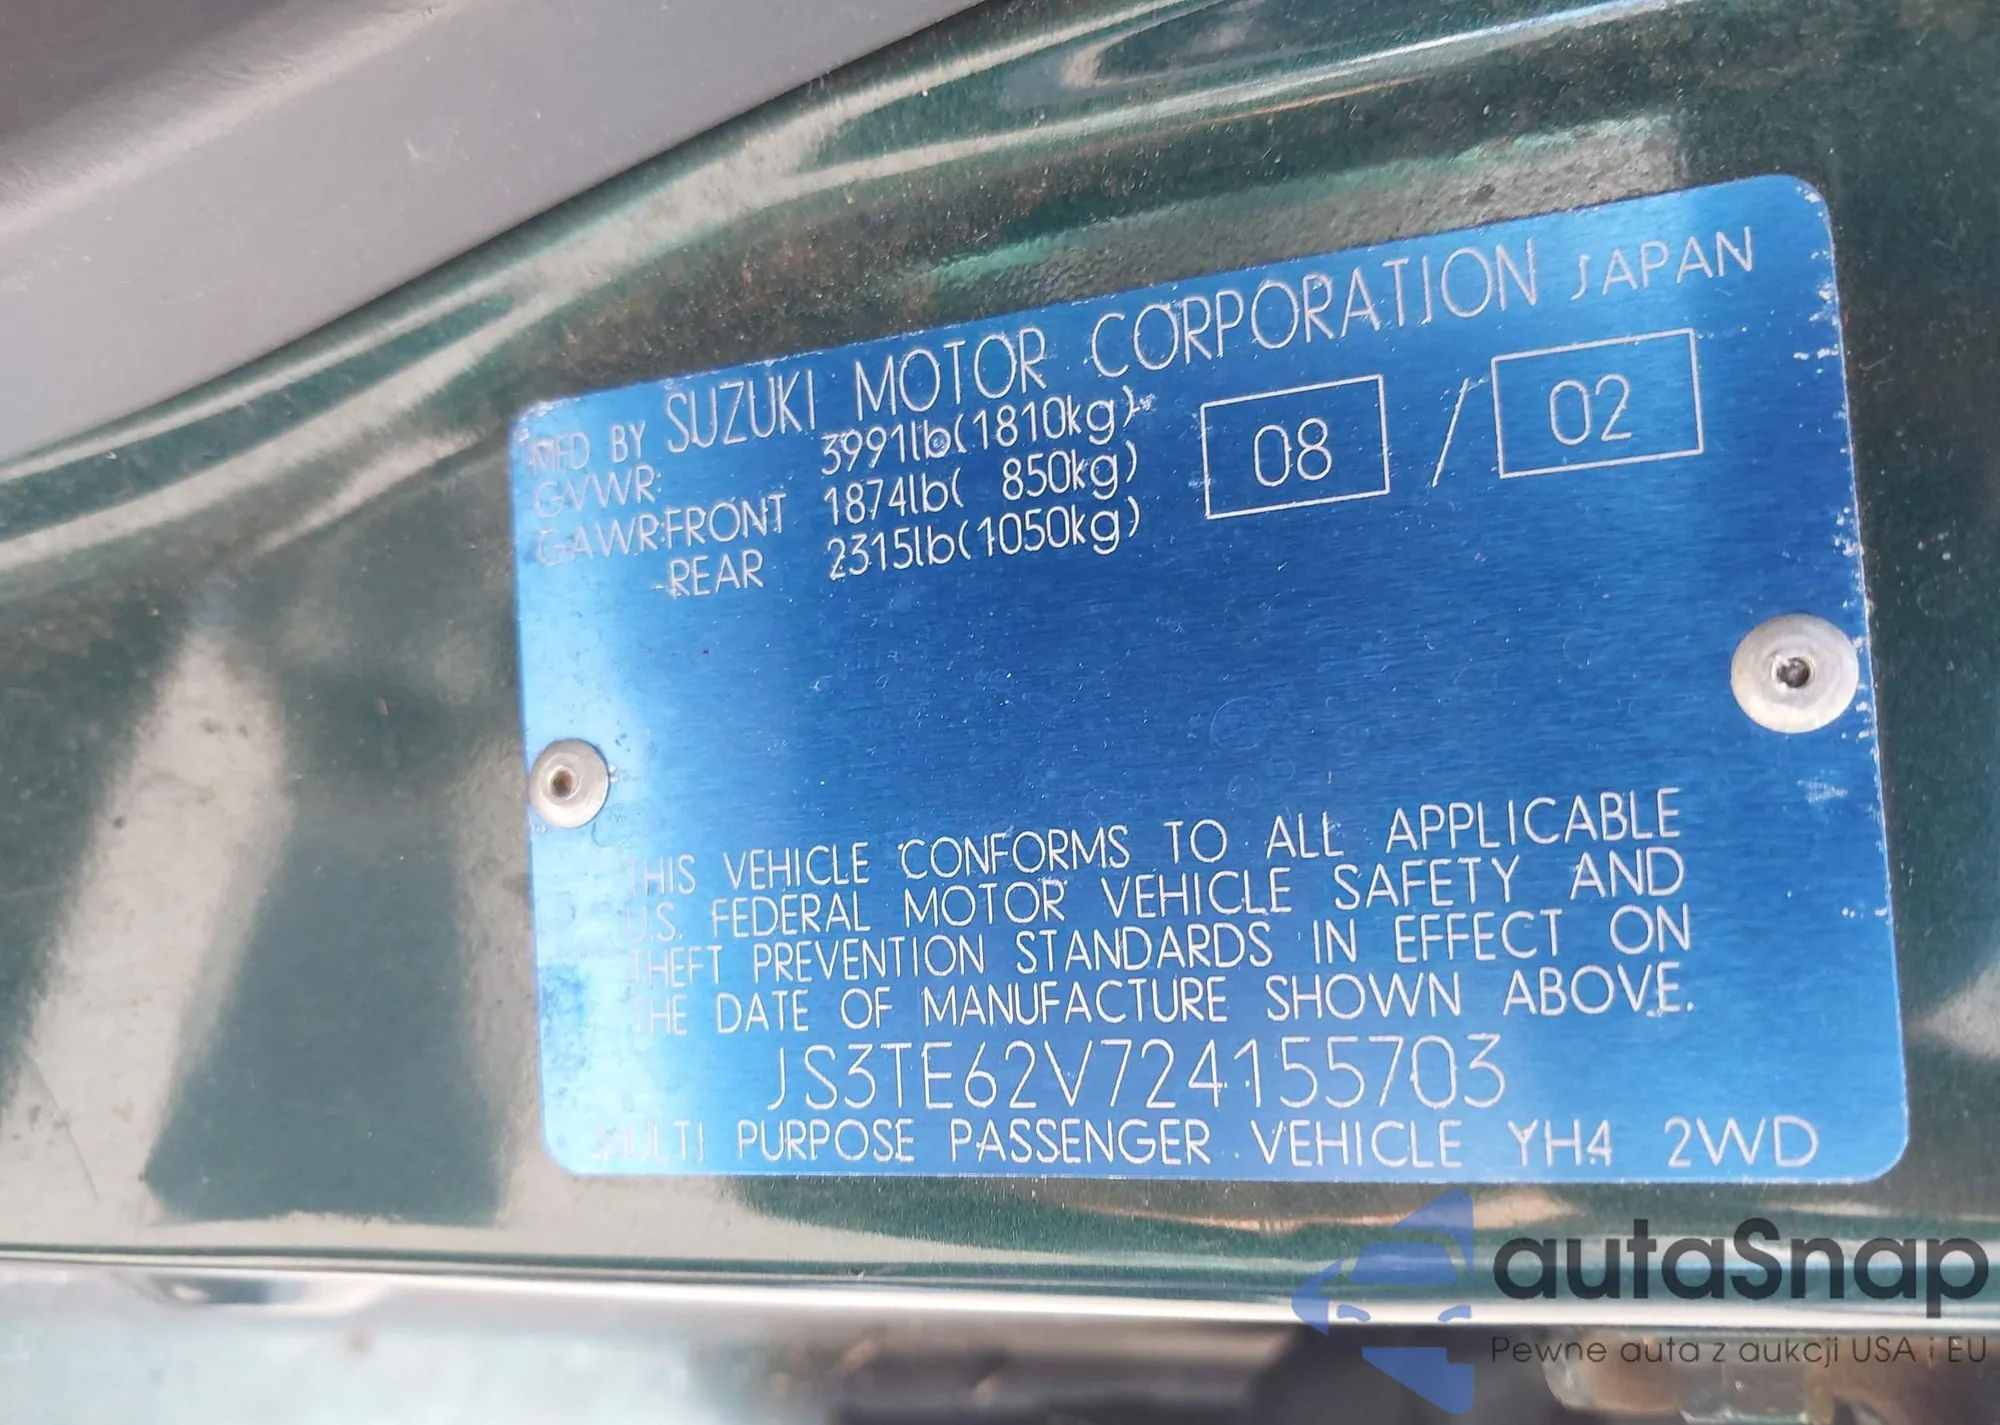 MFD BY SUZUKI MOTOR CORPORATION JAPAN
GVWR: 3991lb(1810kg)
GAWR:FRONT 1874lb( 850kg)
REAR 2315lb(1050kg)
08 / 02
THIS VEHICLE CONFORMS TO ALL APPLICABLE
U.S. FEDERAL MOTOR VEHICLE SAFETY AND
THEFT PREVENTION STANDARDS IN EFFECT ON
THE DATE OF MANUFACTURE SHOWN ABOVE.
JS3TE62V724155703
MULTI PURPOSE PASSENGER VEHICLE YH4 2WD
autaSnap
Pewne auta z aukcji USA i EU